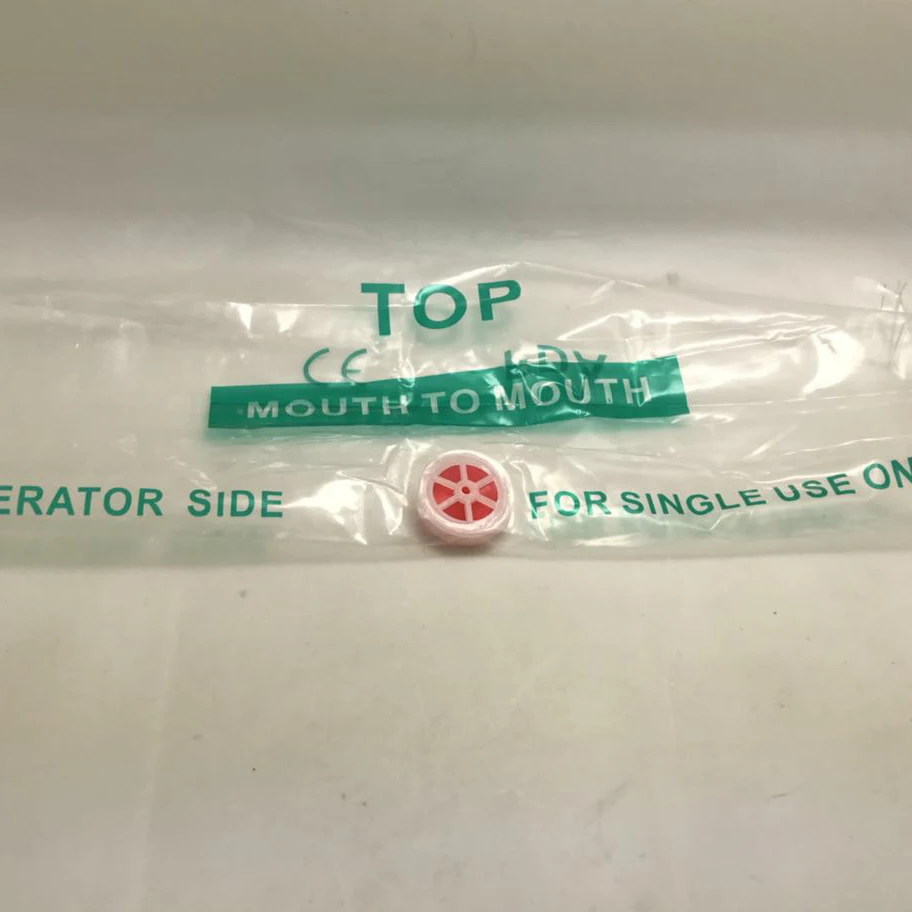 TOP
CE
MOUTH TO MOUTH
ERATOR SIDE FOR SINGLE USE ON